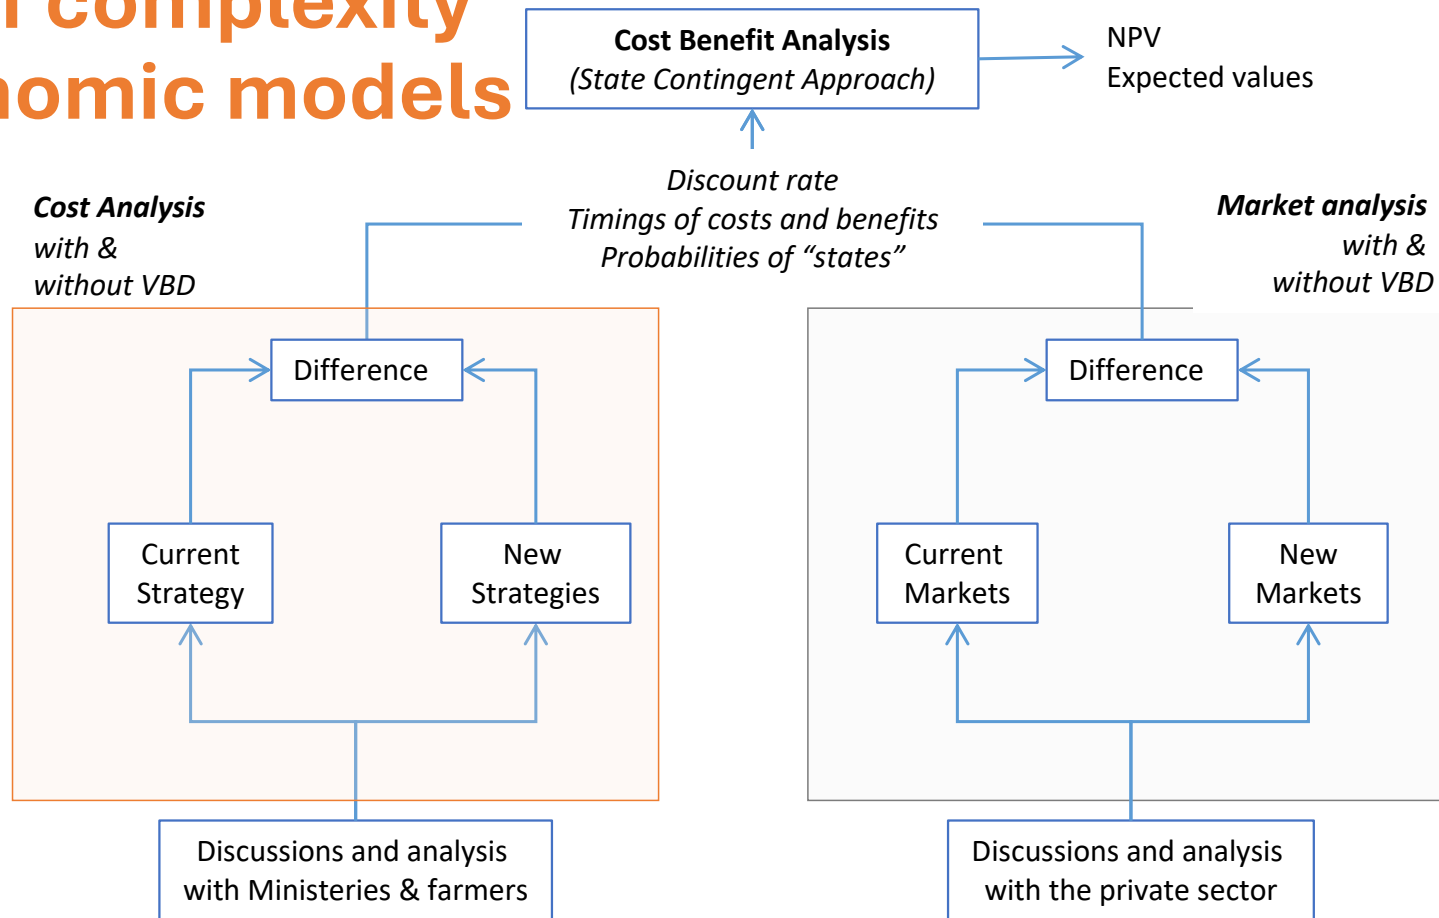 complexity
nomic models
Cost Benefit Analysis
(State Contingent Approach)
NPV
Expected values
Discount rate
Timings of costs and benefits
Probabilities of “states”
Cost Analysis
with &
without VBD
Market analysis
with &
without VBD
Difference
Current
Strategy
New
Strategies
Difference
Current
Markets
New
Markets
Discussions and analysis
with Ministeries & farmers
Discussions and analysis
with the private sector